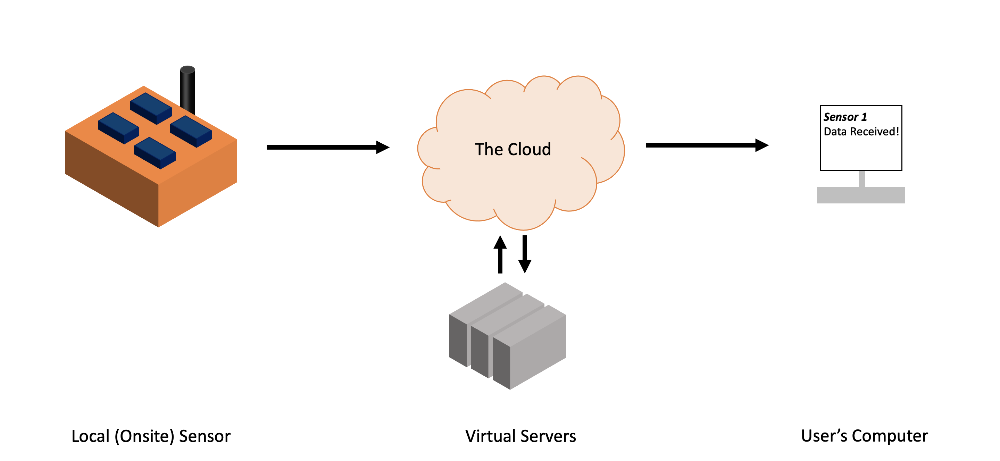 The Cloud
Sensor 1
Data Received!
Local (Onsite) Sensor
Virtual Servers
User’s Computer